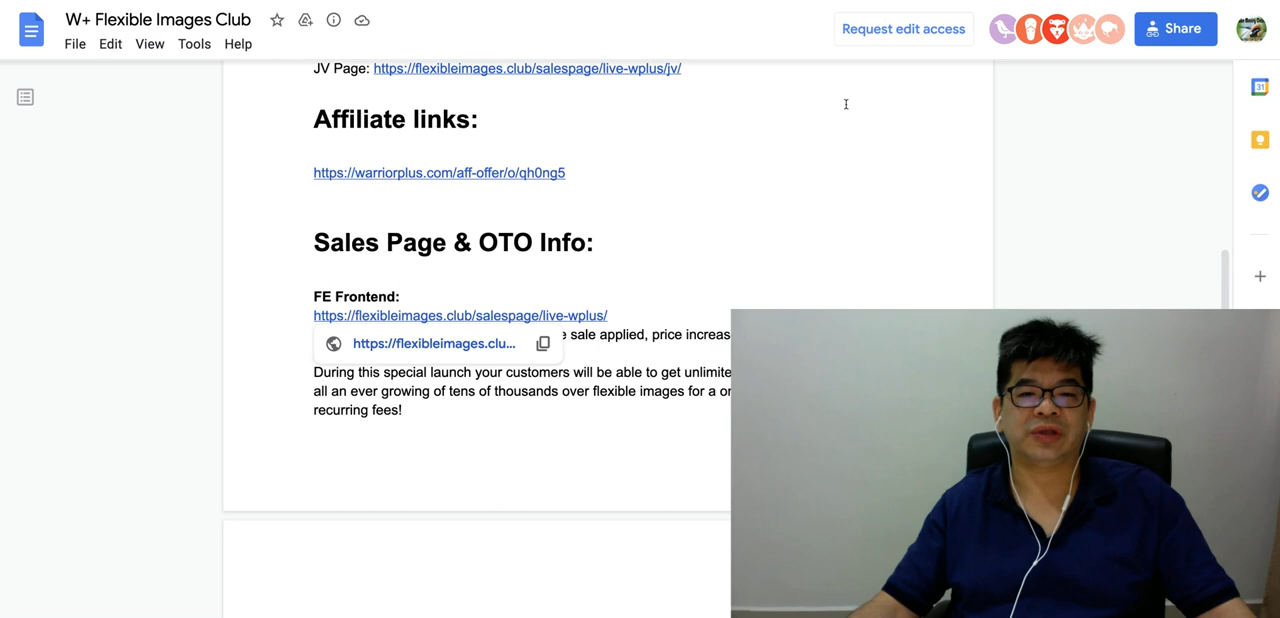 W+ Flexible Images Club
File Edit View Tools Help
Request edit access
Share
31
JV Page: https://flexibleimages.club/salespage/live-wplus/jv/
Affiliate links:
https://warriorplus.com/aff-offer/o/qh0ng5
Sales Page & OTO Info:
FE Frontend:
https://flexibleimages.club/salespage/live-wplus/
e sale applied, price increas
https://flexibleimages.clu...
During this special launch your customers will be able to get unlimite
all an ever growing of tens of thousands over flexible images for a o
recurring fees!